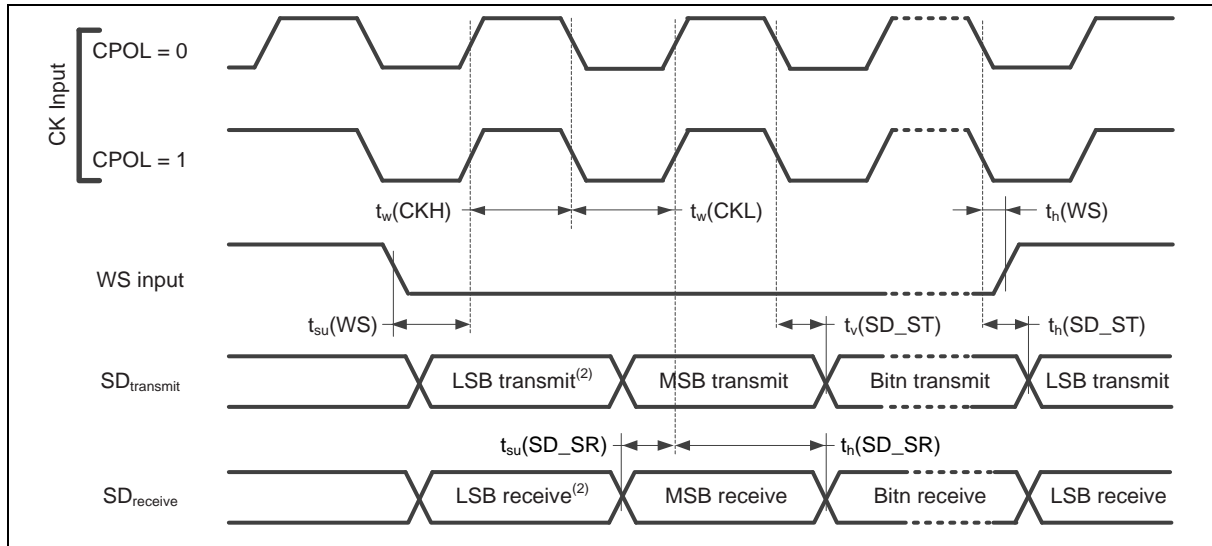 CK Input
CPOL = 0
CPOL = 1
tw(CKH)
tw(CKL)
th(WS)
WS input
tsu(WS)
tv(SD_ST)
th(SD_ST)
SDtransmit
LSB transmit(2)
MSB transmit
Bitn transmit
LSB transmit
tsu(SD_SR)
th(SD_SR)
SDreceive
LSB receive(2)
MSB receive
Bitn receive
LSB receive